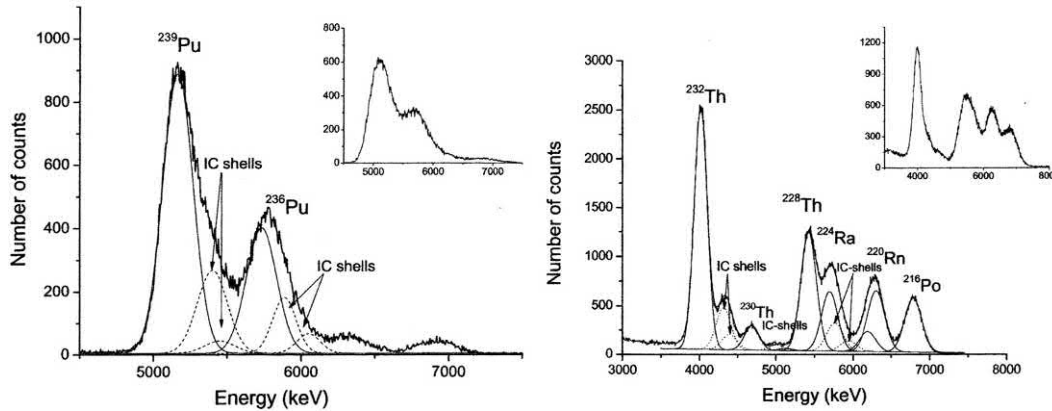 1000
800
600
400
200
0
Number of counts
5000
6000
7000
Energy (keV)
²³⁹Pu
IC shells
²³⁶Pu
IC shells
800
600
400
200
0
5000
6000
7000
3000
2500
2000
1500
1000
500
0
Number of counts
3000
4000
5000
6000
7000
8000
Energy (keV)
²³²Th
IC shells
²³⁰Th
IC-shells
²²⁸Th
²²⁴Ra
IC-shells
²²⁰Rn
²¹⁶Po
1200
900
600
300
0
4000
6000
800